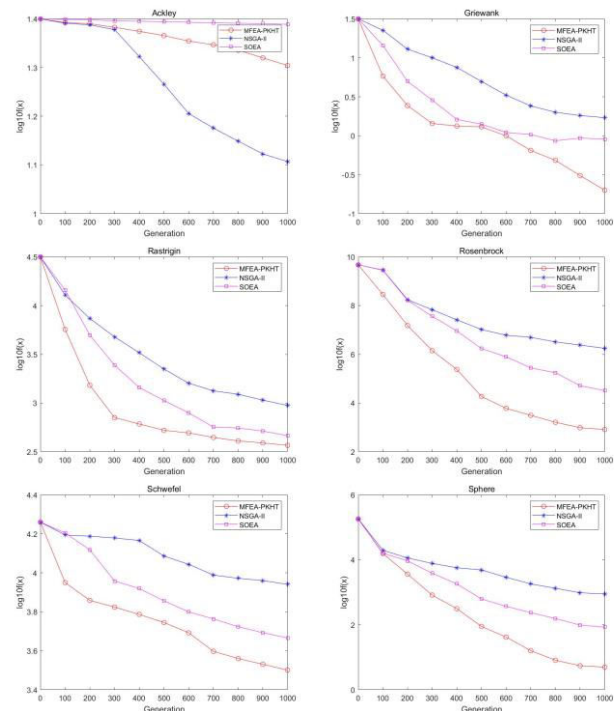 Ackley
1.4
1.3
1.2
1.1
1
log10f(x)
0 100 200 300 400 500 600 700 800 900 1000
Generation
MFEA-PKHT
NSGA-II
SOEA
Griewank
1.5
1
0.5
0
-0.5
-1
log10f(x)
0 100 200 300 400 500 600 700 800 900 1000
Generation
MFEA-PKHT
NSGA-II
SOEA
Rastrigin
4.5
4
3.5
3
2.5
log10f(x)
0 100 200 300 400 500 600 700 800 900 1000
Generation
MFEA-PKHT
NSGA-II
SOEA
Rosenbrock
10
8
6
4
2
log10f(x)
0 100 200 300 400 500 600 700 800 900 1000
Generation
MFEA-PKHT
NSGA-II
SOEA
Schwefel
4.4
4.2
4
3.8
3.6
3.4
log10f(x)
0 100 200 300 400 500 600 700 800 900 1000
Generation
MFEA-PKHT
NSGA-II
SOEA
Sphere
6
4
2
0
log10f(x)
0 100 200 300 400 500 600 700 800 900 1000
Generation
MFEA-PKHT
NSGA-II
SOEA